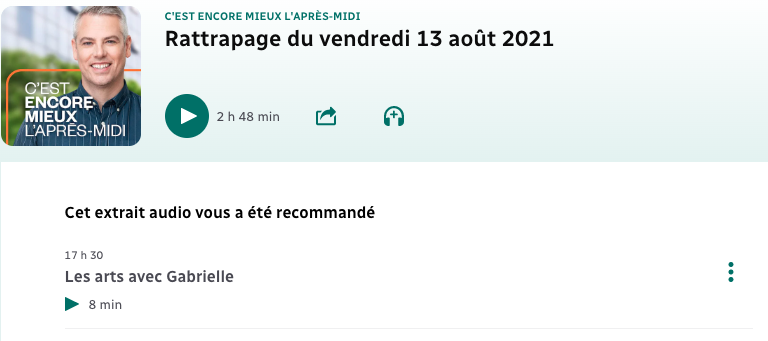 C'EST ENCORE MIEUX L'APRÈS-MIDI
Rattrapage du vendredi 13 août 2021
C'EST
ENCORE
MIEUX
L'APRÈS-MIDI
2 h 48 min
Cet extrait audio vous a été recommandé
17 h 30
Les arts avec Gabrielle
8 min